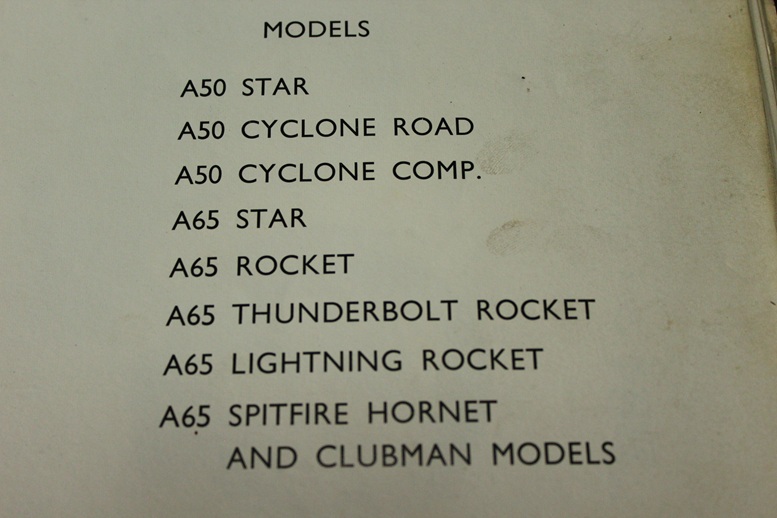 MODELS
A50 STAR
A50 CYCLONE ROAD
A50 CYCLONE COMP.
A65 STAR
A65 ROCKET
A65 THUNDERBOLT ROCKET
A65 LIGHTNING ROCKET
A65 SPITFIRE HORNET
AND CLUBMAN MODELS